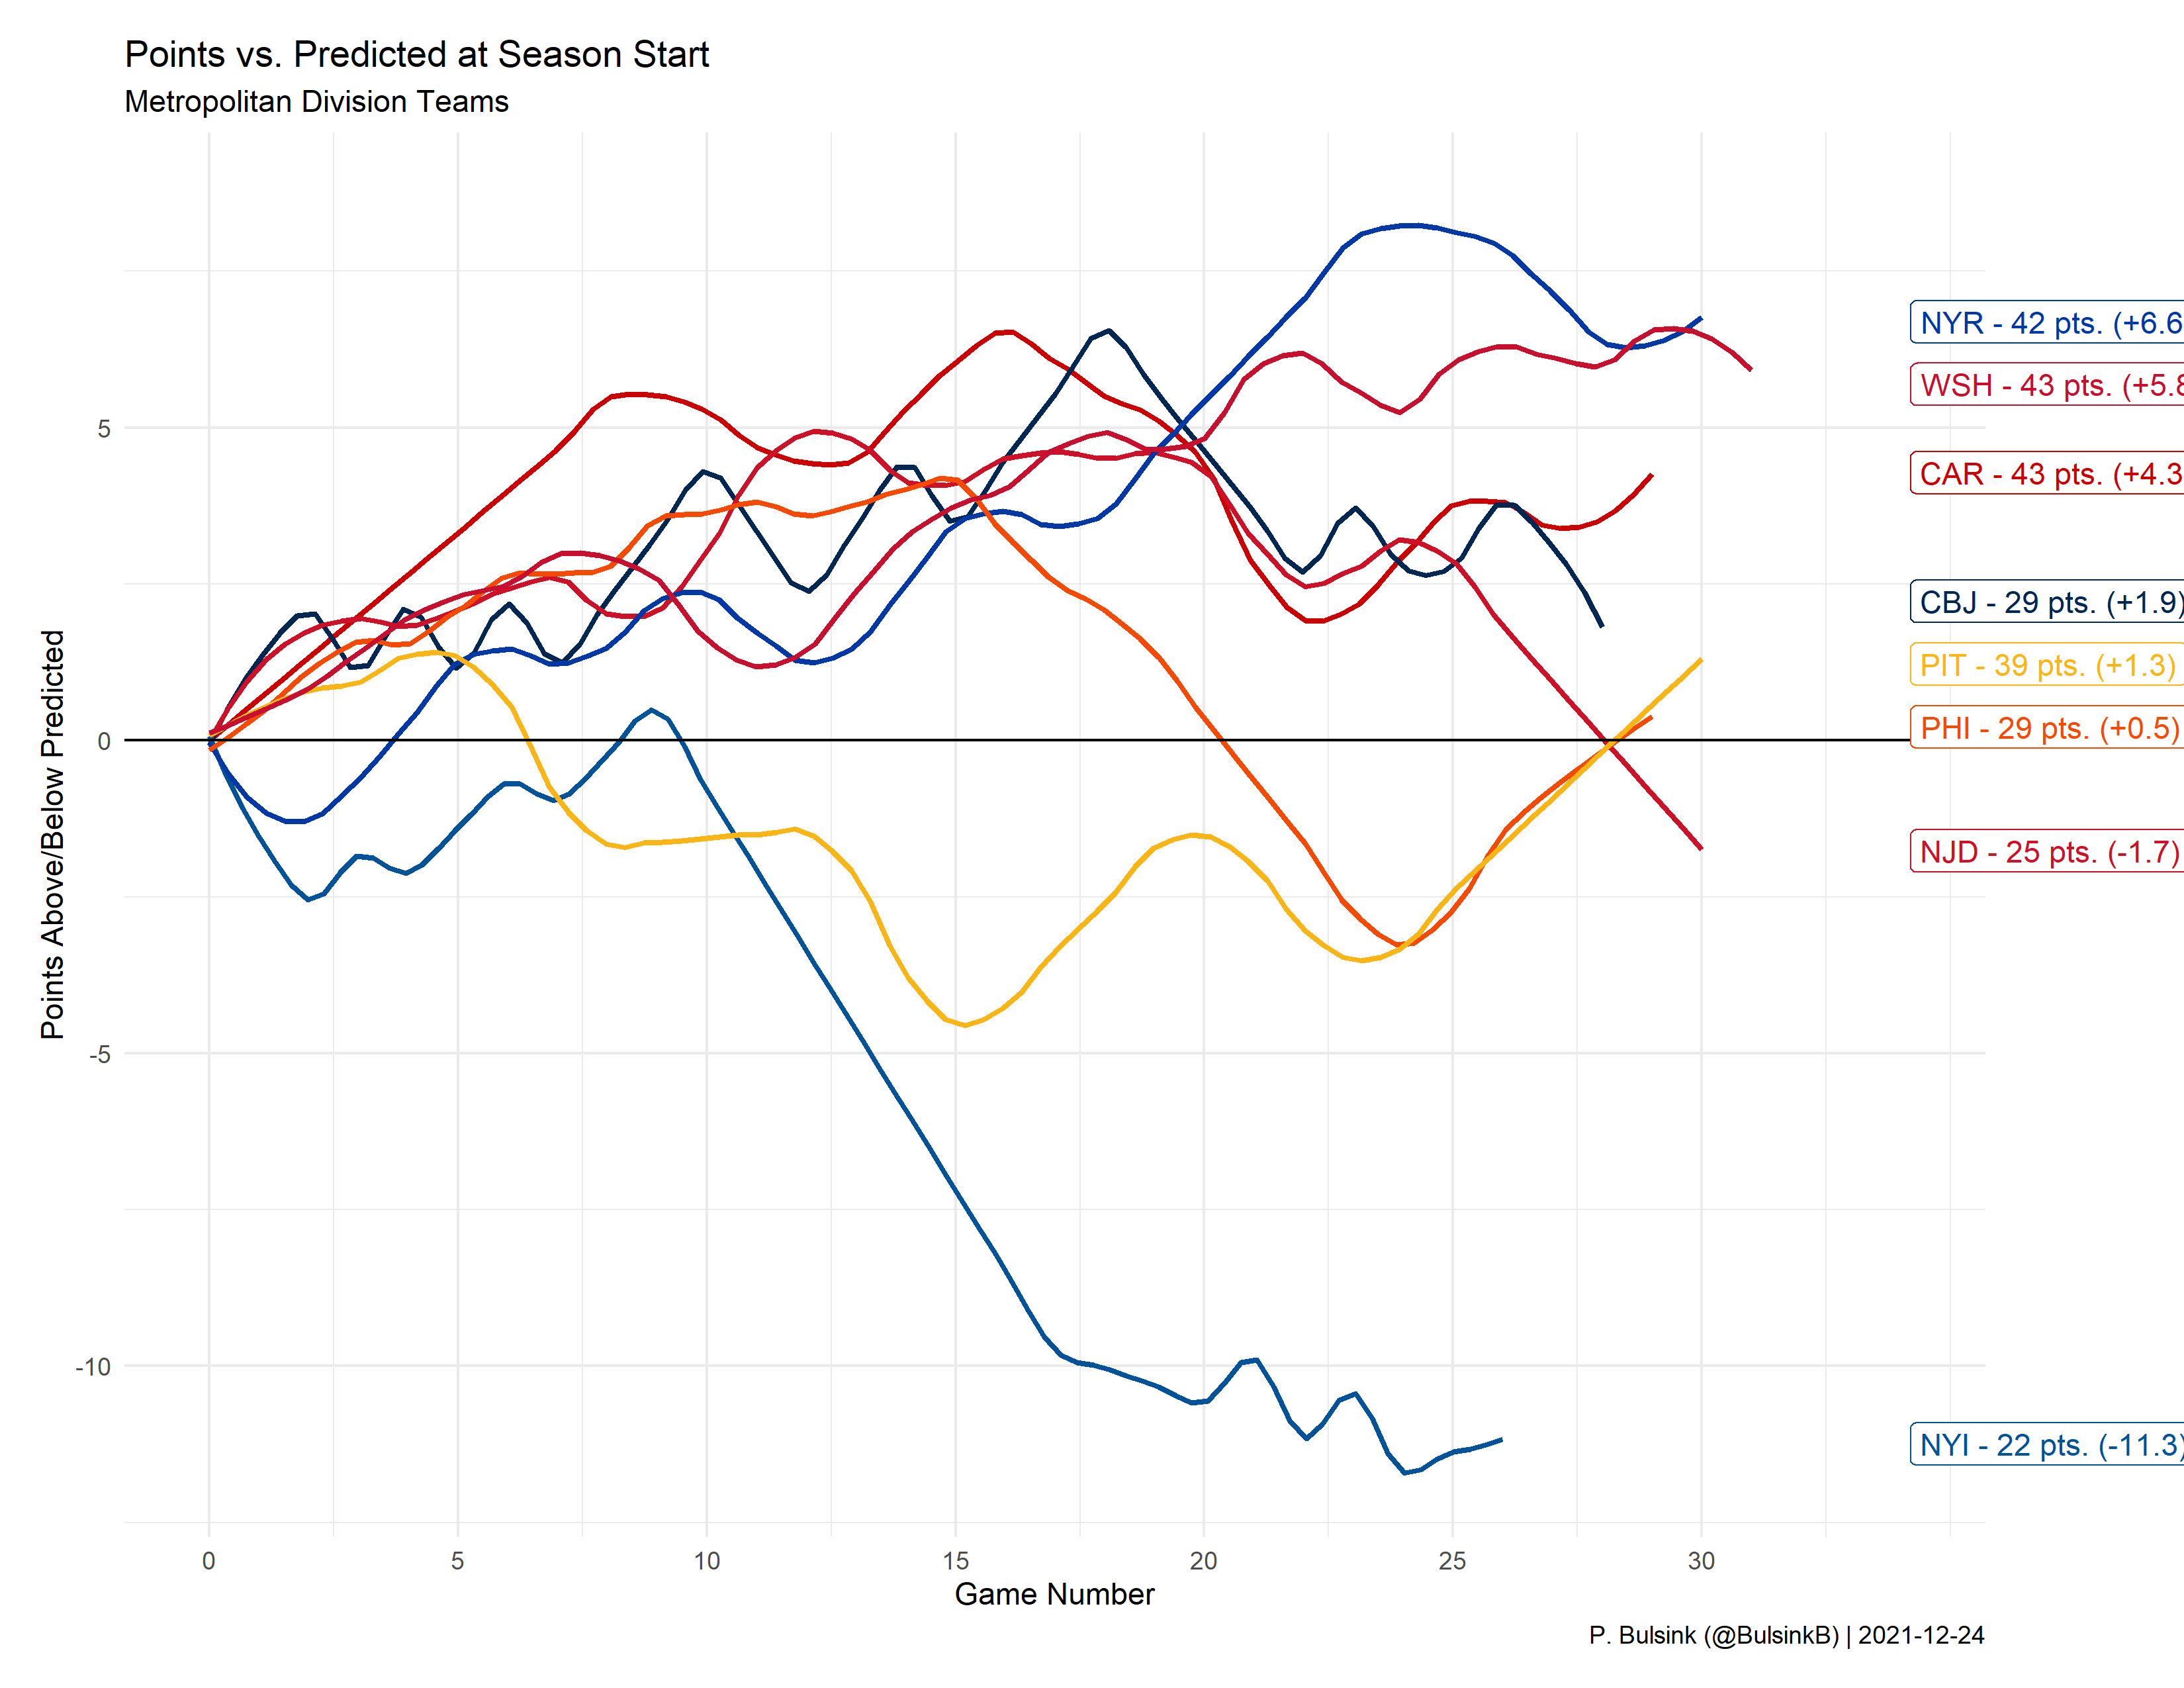 Points vs. Predicted at Season Start
Metropolitan Division Teams
Points Above/Below Predicted
5
0
-5
-10
NYR - 42 pts. (+6.6
WSH - 43 pts. (+5.8
CAR - 43 pts. (+4.3
CBJ - 29 pts. (+1.9)
PIT - 39 pts. (+1.3)
PHI - 29 pts. (+0.5)
NJD - 25 pts. (-1.7)
NYI - 22 pts. (-11.3)
0 5 10 15 20 25 30
Game Number
P. Bulsink (@BulsinkB) | 2021-12-24